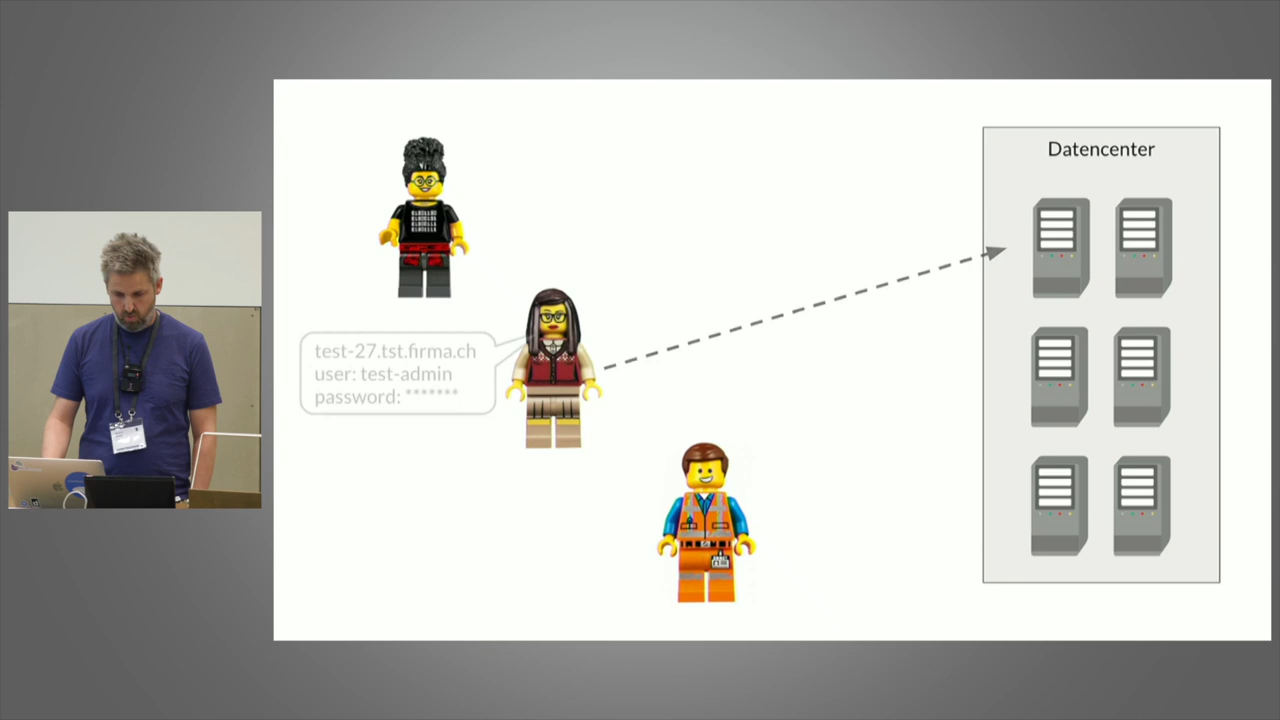 Datencenter
test-27.tst.firma.ch
user: test-admin
password: *******